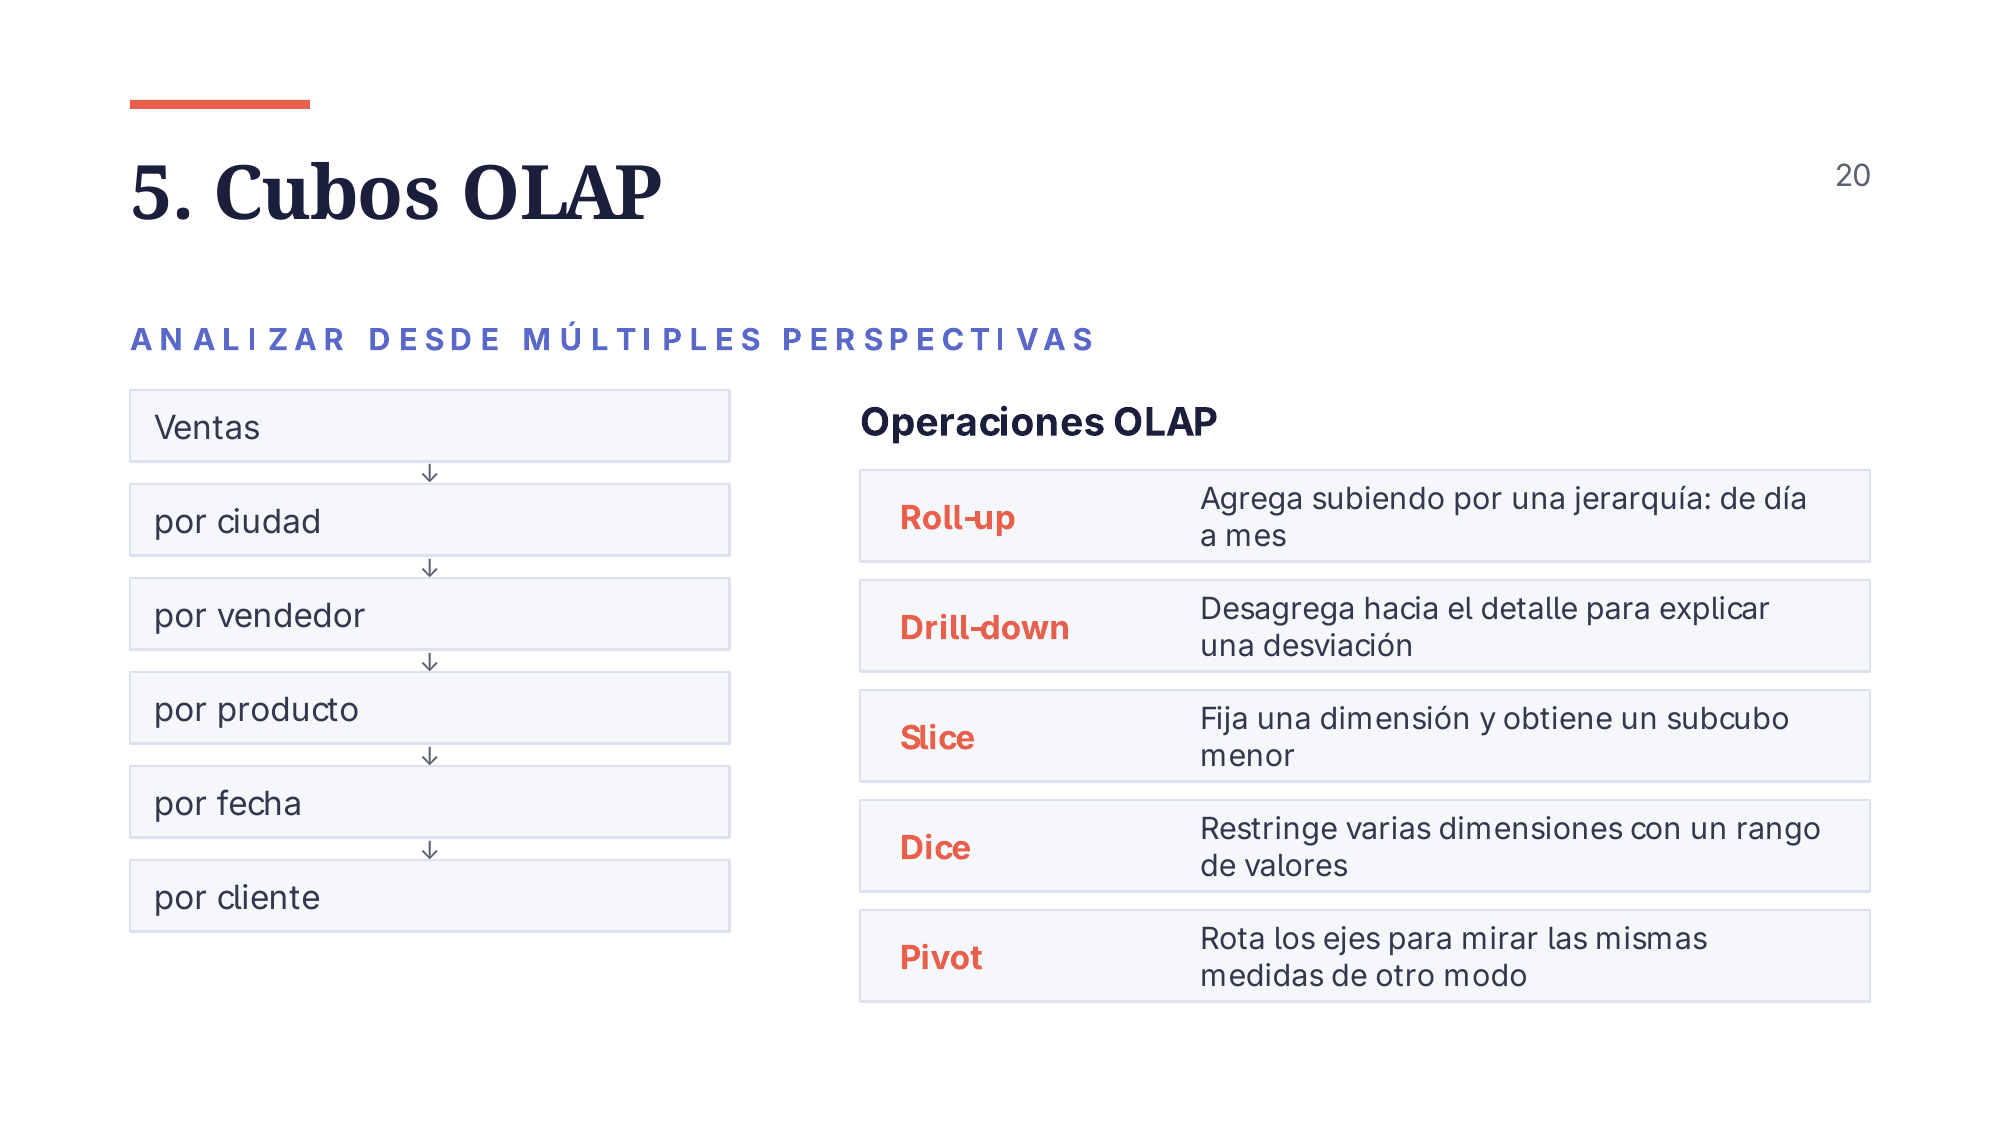 5. Cubos OLAP
20
ANALIZAR DESDE MÚLTIPLES PERSPECTIVAS
Ventas
↓
por ciudad
↓
por vendedor
↓
por producto
↓
por fecha
↓
por cliente
Operaciones OLAP
Roll-up
Agrega subiendo por una jerarquía: de día
a mes
Drill-down
Desagrega hacia el detalle para explicar
una desviación
Slice
Fija una dimensión y obtiene un subcubo
menor
Dice
Restringe varias dimensiones con un rango
de valores
Pivot
Rota los ejes para mirar las mismas
medidas de otro modo